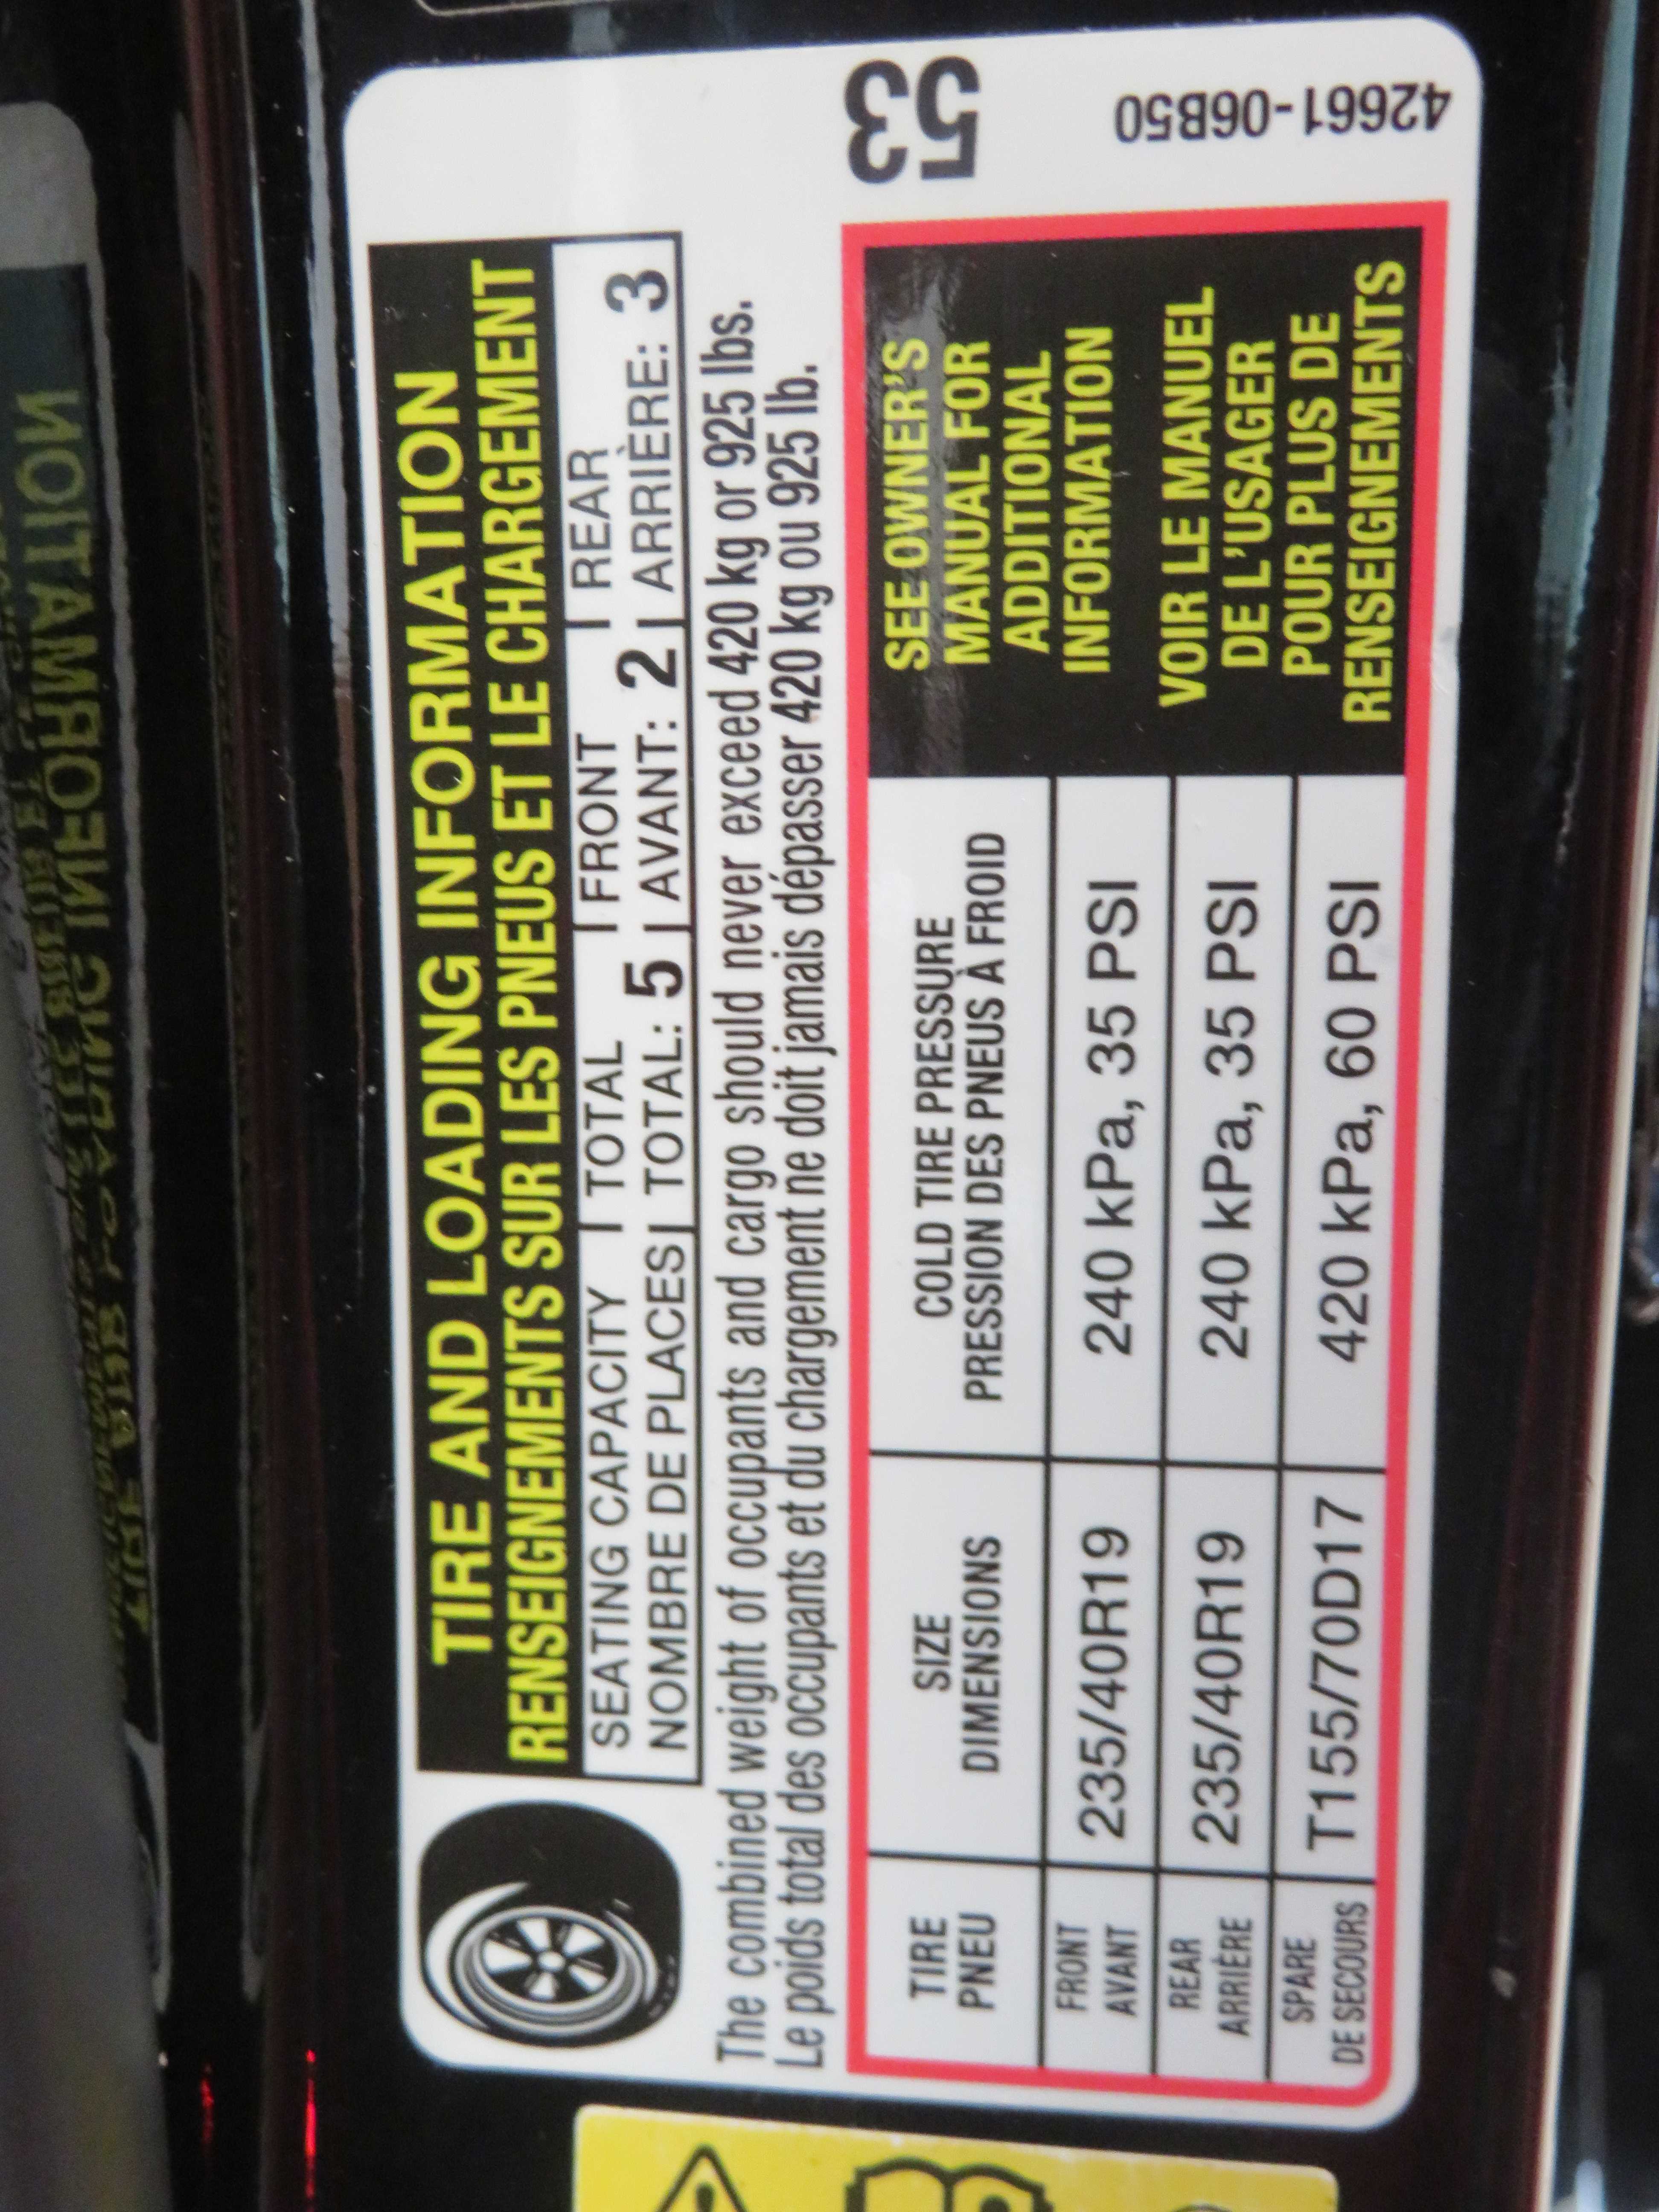 TIRE AND LOADING INFORMATION
RENSEIGNEMENTS SUR LES PNEUS ET LE CHARGEMENT
SEATING CAPACITY | TOTAL | FRONT | REAR
NOMBRE DE PLACES | TOTAL: 5 | AVANT: 2 | ARRIÈRE: 3
The combined weight of occupants and cargo should never exceed 420 kg or 925 lbs.
Le poids total des occupants et du chargement ne doit jamais dépasser 420 kg ou 925 lb.
TIRE
PNEU
SIZE
DIMENSIONS
COLD TIRE PRESSURE
PRESSION DES PNEUS À FROID
FRONT
AVANT
235/40R19
240 kPa, 35 PSI
REAR
ARRIÈRE
235/40R19
240 kPa, 35 PSI
SPARE
DE SECOURS
T155/70D17
420 kPa, 60 PSI
SEE OWNER'S
MANUAL FOR
ADDITIONAL
INFORMATION
VOIR LE MANUEL
DE L'USAGER
POUR PLUS DE
RENSEIGNEMENTS
53
42661-06B50